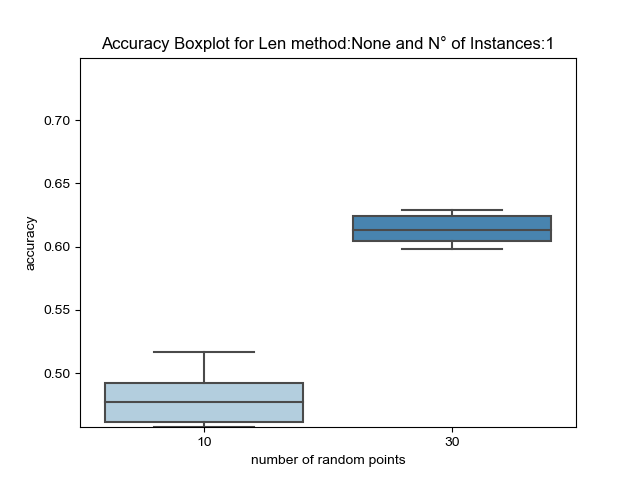 Accuracy Boxplot for Len method:None and N° of Instances:1
0.70
0.65
0.60
0.55
0.50
accuracy
10
30
number of random points